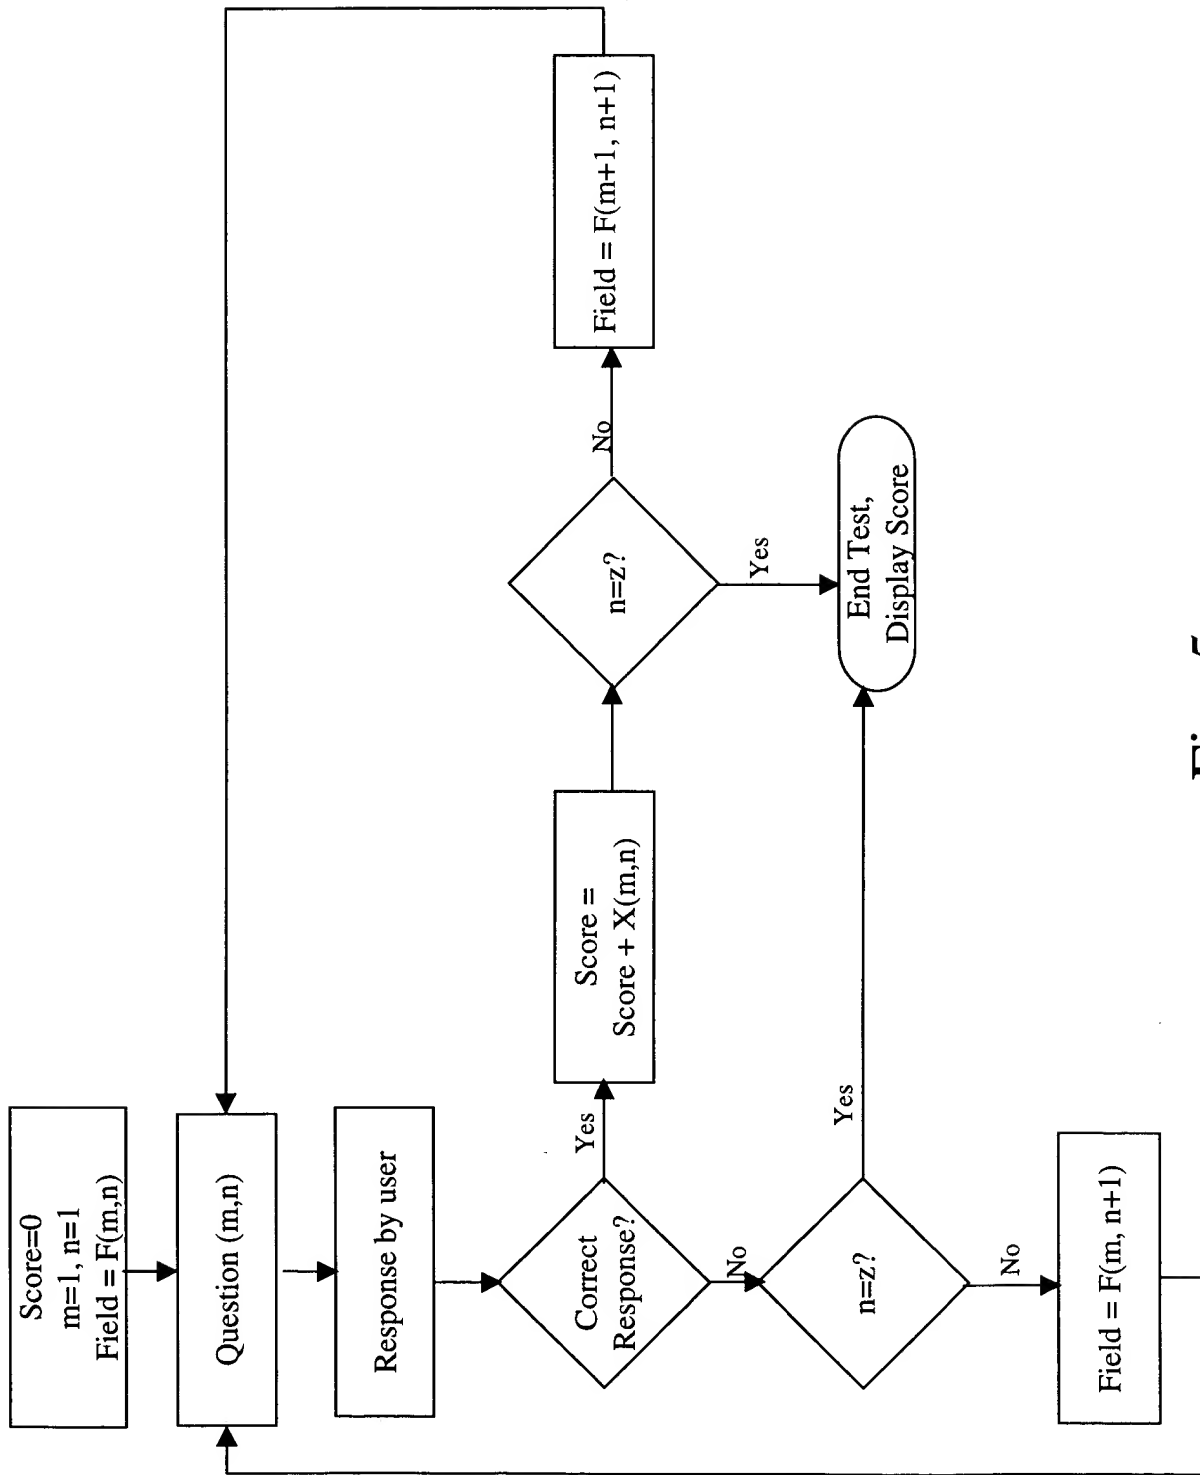 Score=0
m=1, n=1
Field = F(m,n)
Question (m,n)
Response by user
Correct
Response?
Yes
Score =
Score + X(m,n)
n=z?
No
Field = F(m+1, n+1)
Yes
End Test,
Display Score
No
n=z?
Yes
No
Field = F(m, n+1)